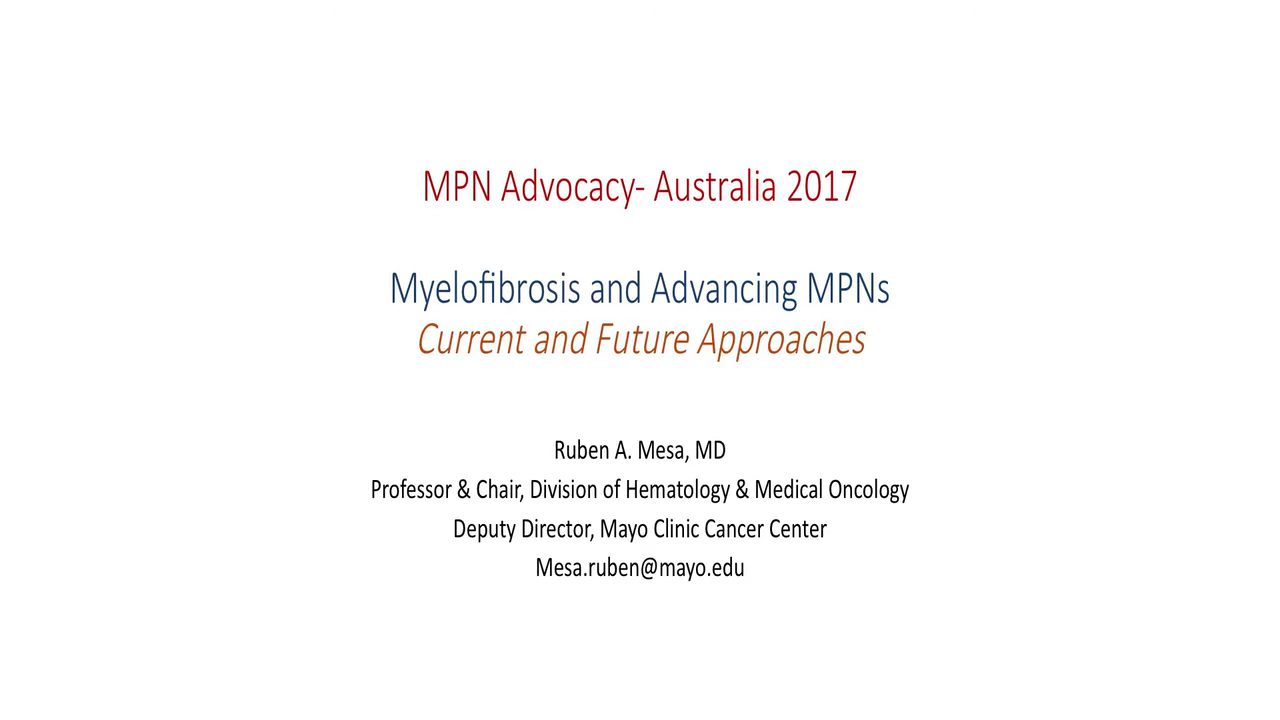 MPN Advocacy- Australia 2017
Myelofibrosis and Advancing MPNs
Current and Future Approaches
Ruben A. Mesa, MD
Professor & Chair, Division of Hematology & Medical Oncology
Deputy Director, Mayo Clinic Cancer Center
Mesa.ruben@mayo.edu